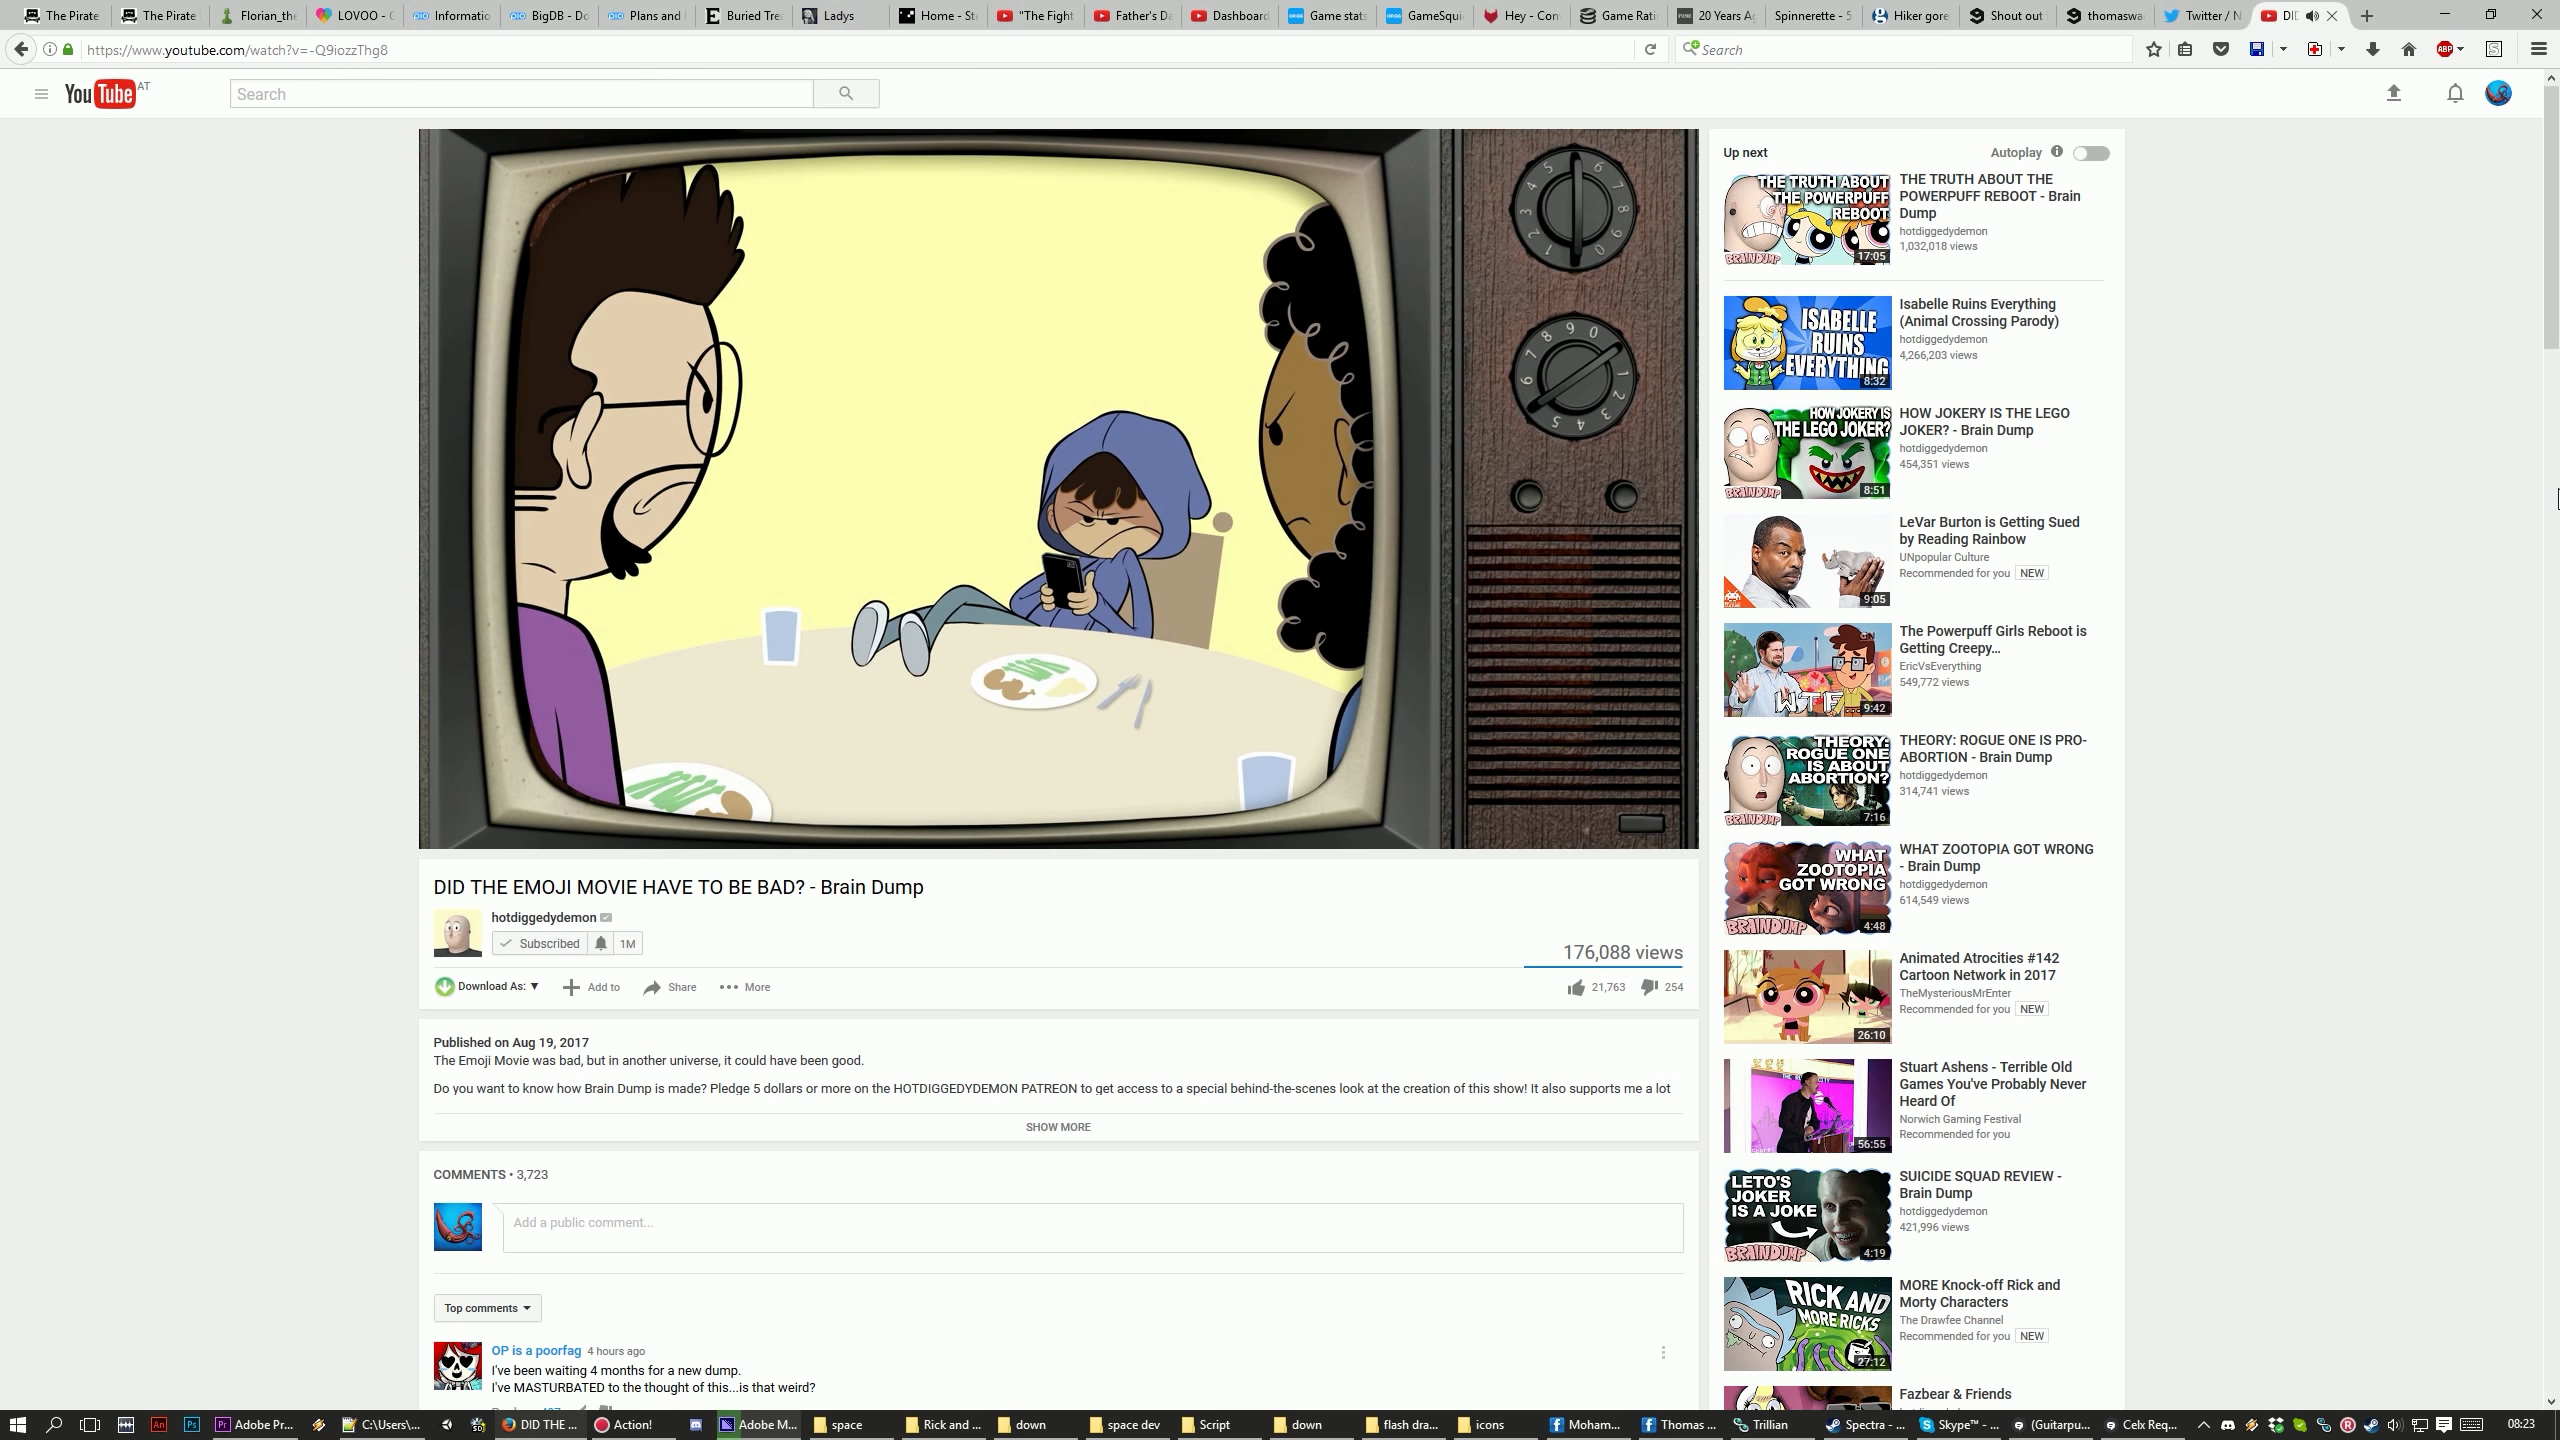 The Pirate
The Pirate
Florian_the
LOVOO - C
Informatio
BigDB - Do
Plans and
Buried Tre
Ladys
Home - St
"The Fight
Father's Da
Dashboard
Game stats
GameSqui
Hey - Con
Game Rati
20 Years A
Spinnerette - 5
Hiker gore
Shout out
thomaswa
Twitter / N
DID
https://www.youtube.com/watch?v=-Q9iozzThg8
Search
YouTube AT
Search
Up next
Autoplay
THE TRUTH ABOUT THE POWERPUFF REBOOT
BRAINDUMP
17:05
THE TRUTH ABOUT THE
POWERPUFF REBOOT - Brain
Dump
hotdiggedydemon
1,032,018 views
ISABELLE
RUINS
EVERYTHING
8:32
Isabelle Ruins Everything
(Animal Crossing Parody)
hotdiggedydemon
4,266,203 views
HOW JOKERY IS
THE LEGO
JOKER?
BRAINDUMP
8:51
HOW JOKERY IS THE LEGO
JOKER? - Brain Dump
hotdiggedydemon
454,351 views
9:05
LeVar Burton is Getting Sued
by Reading Rainbow
UNpopular Culture
Recommended for you NEW
WTF
9:42
The Powerpuff Girls Reboot is
Getting Creepy...
EricVsEverything
549,772 views
THEORY:
ROGUE ONE
IS ABOUT
ABORTION?
BRAINDUMP
7:16
THEORY: ROGUE ONE IS PRO-
ABORTION - Brain Dump
hotdiggedydemon
314,741 views
WHAT
ZOOTOPIA
GOT WRONG
BRAINDUMP
4:48
WHAT ZOOTOPIA GOT WRONG
- Brain Dump
hotdiggedydemon
614,549 views
26:10
Animated Atrocities #142
Cartoon Network in 2017
TheMysteriousMrEnter
Recommended for you NEW
56:55
Stuart Ashens - Terrible Old
Games You've Probably Never
Heard Of
Norwich Gaming Festival
Recommended for you
LETO'S
JOKER
IS A JOKE
BRAINDUMP
4:19
SUICIDE SQUAD REVIEW -
Brain Dump
hotdiggedydemon
421,996 views
RICK AND
MORE RICKS
27:12
MORE Knock-off Rick and
Morty Characters
The Drawfee Channel
Recommended for you NEW
Fazbear & Friends
DID THE EMOJI MOVIE HAVE TO BE BAD? - Brain Dump
hotdiggedydemon
Subscribed 1M
176,088 views
Download As: ▼
Add to
Share
More
21,763
254
Published on Aug 19, 2017
The Emoji Movie was bad, but in another universe, it could have been good.
Do you want to know how Brain Dump is made? Pledge 5 dollars or more on the HOTDIGGEDYDEMON PATREON to get access to a special behind-the-scenes look at the creation of this show! It also supports me a lot
SHOW MORE
COMMENTS • 3,723
Add a public comment...
Top comments
OP is a poorfag 4 hours ago
I've been waiting 4 months for a new dump.
I've MASTURBATED to the thought of this...is that weird?
Adobe Pr...
C:\Users\...
DID THE ...
Action!
Adobe M...
space
Rick and ...
down
space dev
Script
down
flash dra...
icons
Moham...
Thomas ...
Trillian
Spectra - ...
Skype™ - ...
(Guitarpu...
Celx Req...
08:23